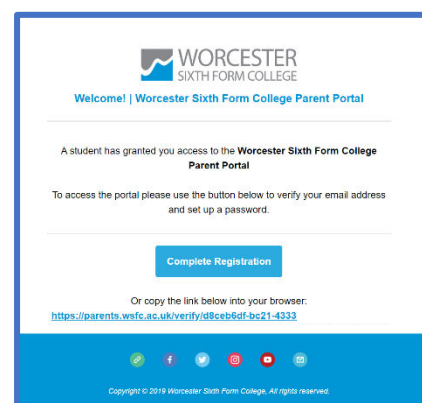 WORCESTER
SIXTH FORM COLLEGE
Welcome! | Worcester Sixth Form College Parent Portal
A student has granted you access to the Worcester Sixth Form College
Parent Portal
To access the portal please use the button below to verify your email address
and set up a password.
Complete Registration
Or copy the link below into your browser:
https://parents.wsfc.ac.uk/verify/d8ceb6df-bc21-4333
Copyright © 2019 Worcester Sixth Form College, All rights reserved.